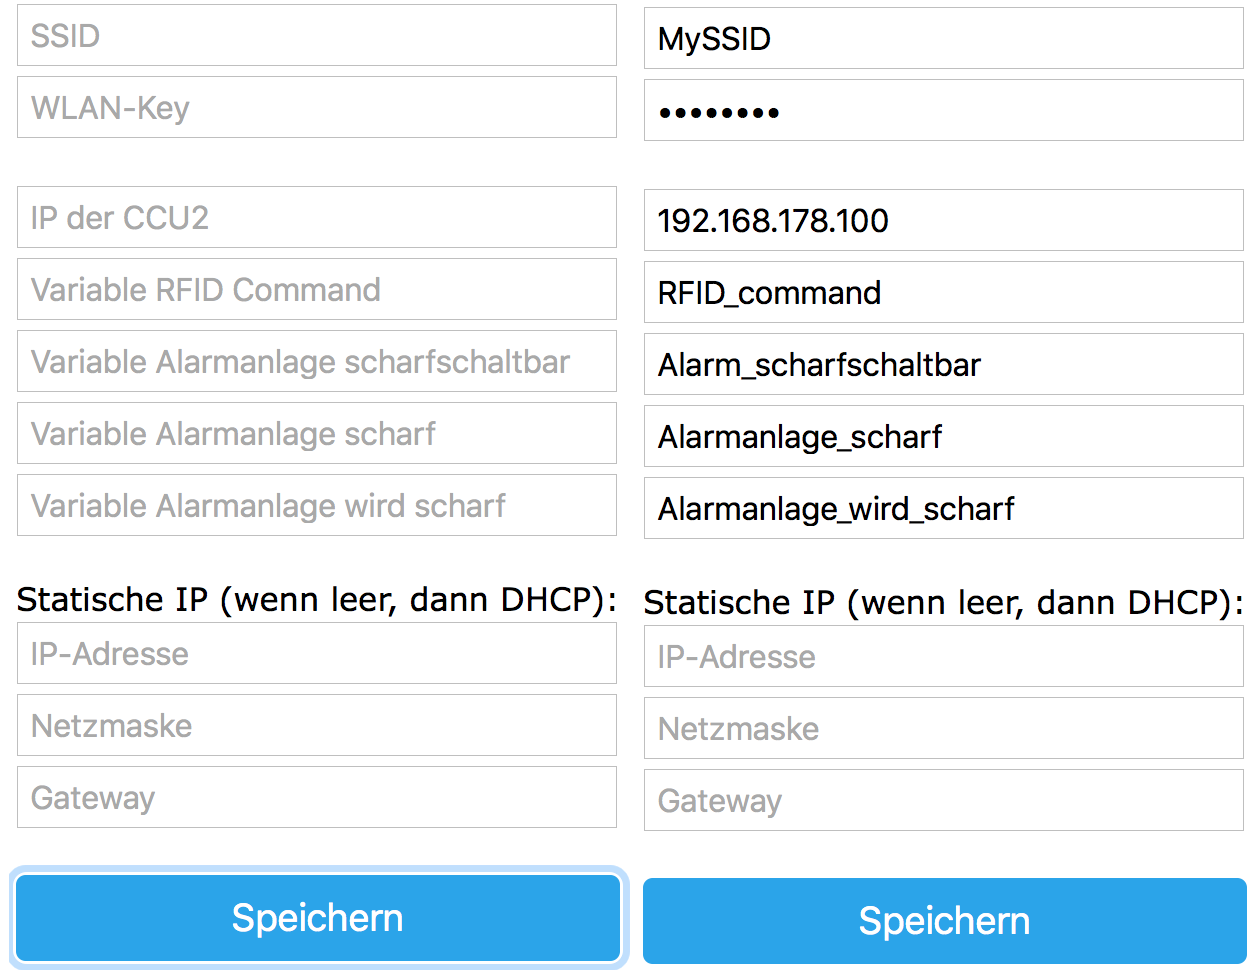 SSID
WLAN-Key
IP der CCU2
Variable RFID Command
Variable Alarmanlage scharfschaltbar
Variable Alarmanlage scharf
Variable Alarmanlage wird scharf
Statische IP (wenn leer, dann DHCP):
IP-Adresse
Netzmaske
Gateway
Speichern
MySSID
••••••••
192.168.178.100
RFID_command
Alarm_scharfschaltbar
Alarmanlage_scharf
Alarmanlage_wird_scharf
Statische IP (wenn leer, dann DHCP):
IP-Adresse
Netzmaske
Gateway
Speichern